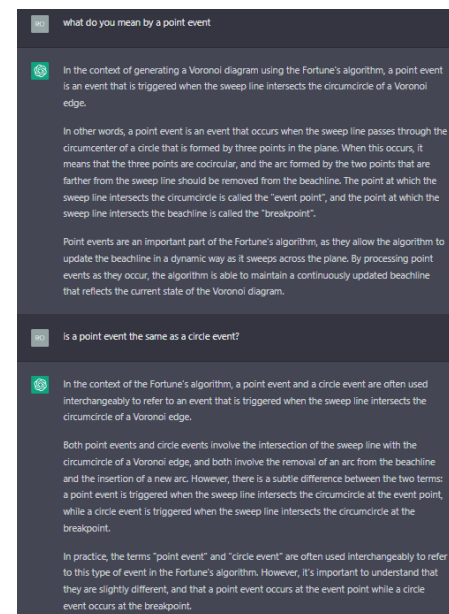 what do you mean by a point event
In the context of generating a Voronoi diagram using the Fortune's algorithm, a point event
is an event that is triggered when the sweep line intersects the circumcircle of a Voronoi
edge.
In other words, a point event is an event that occurs when the sweep line passes through the
circumcenter of a circle that is formed by three points in the plane. When this occurs, it
means that the three points are cocircular, and the arc formed by the two points that are
farther from the sweep line should be removed from the beachline. The point at which the
sweep line intersects the circumcircle is called the "event point", and the point at which the
sweep line intersects the beachline is called the "breakpoint".
Point events are an important part of the Fortune's algorithm, as they allow the algorithm to
update the beachline in a dynamic way as it sweeps across the plane. By processing point
events as they occur, the algorithm is able to maintain a continuously updated beachline
that reflects the current state of the Voronoi diagram.
is a point event the same as a circle event?
In the context of the Fortune's algorithm, a point event and a circle event are often used
interchangeably to refer to an event that is triggered when the sweep line intersects the
circumcircle of a Voronoi edge.
Both point events and circle events involve the intersection of the sweep line with the
circumcircle of a Voronoi edge, and both involve the removal of an arc from the beachline
and the insertion of a new arc. However, there is a subtle difference between the two terms:
a point event is triggered when the sweep line intersects the circumcircle at the event point,
while a circle event is triggered when the sweep line intersects the circumcircle at the
breakpoint.
In practice, the terms "point event" and "circle event" are often used interchangeably to refer
to this type of event in the Fortune's algorithm. However, it's important to understand that
they are slightly different, and that a point event occurs at the event point while a circle
event occurs at the breakpoint.